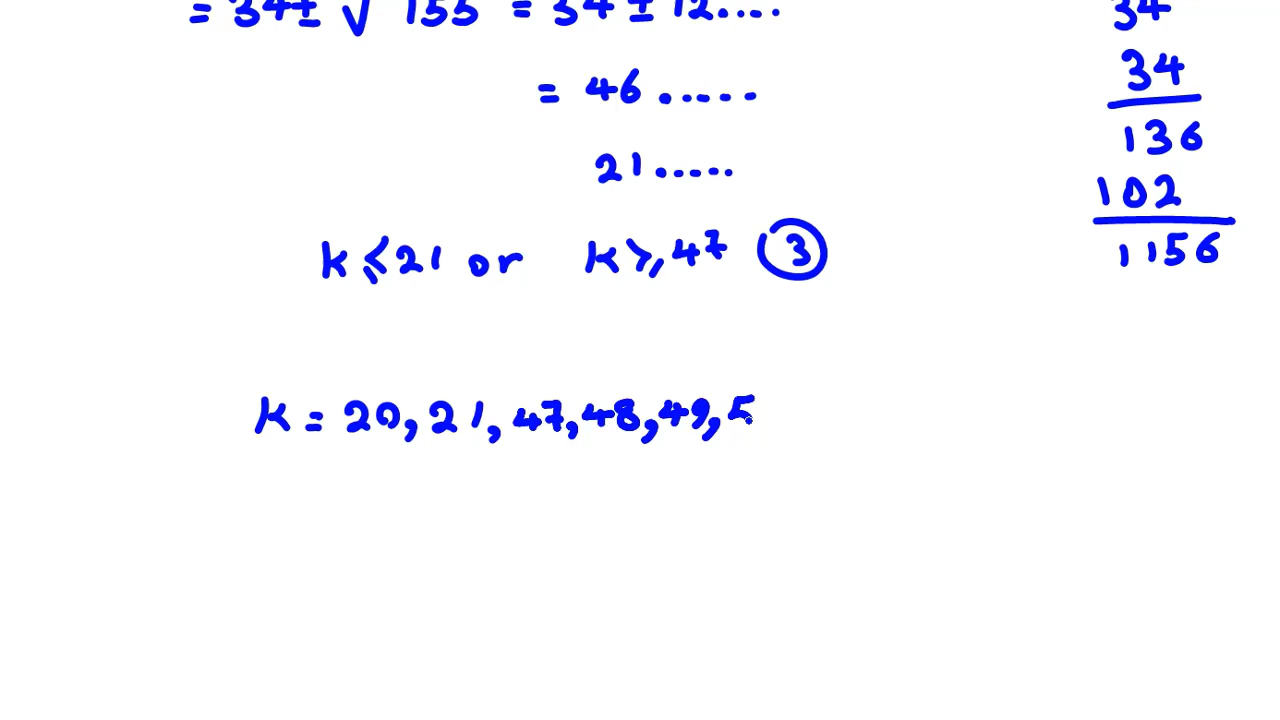 = 34 ± √155 = 34 ± 12....
= 46......
21.....
K ≤ 21 or K ≥ 47 ③
K = 20, 21, 47, 48, 49, 5
34
34
136
102
1156